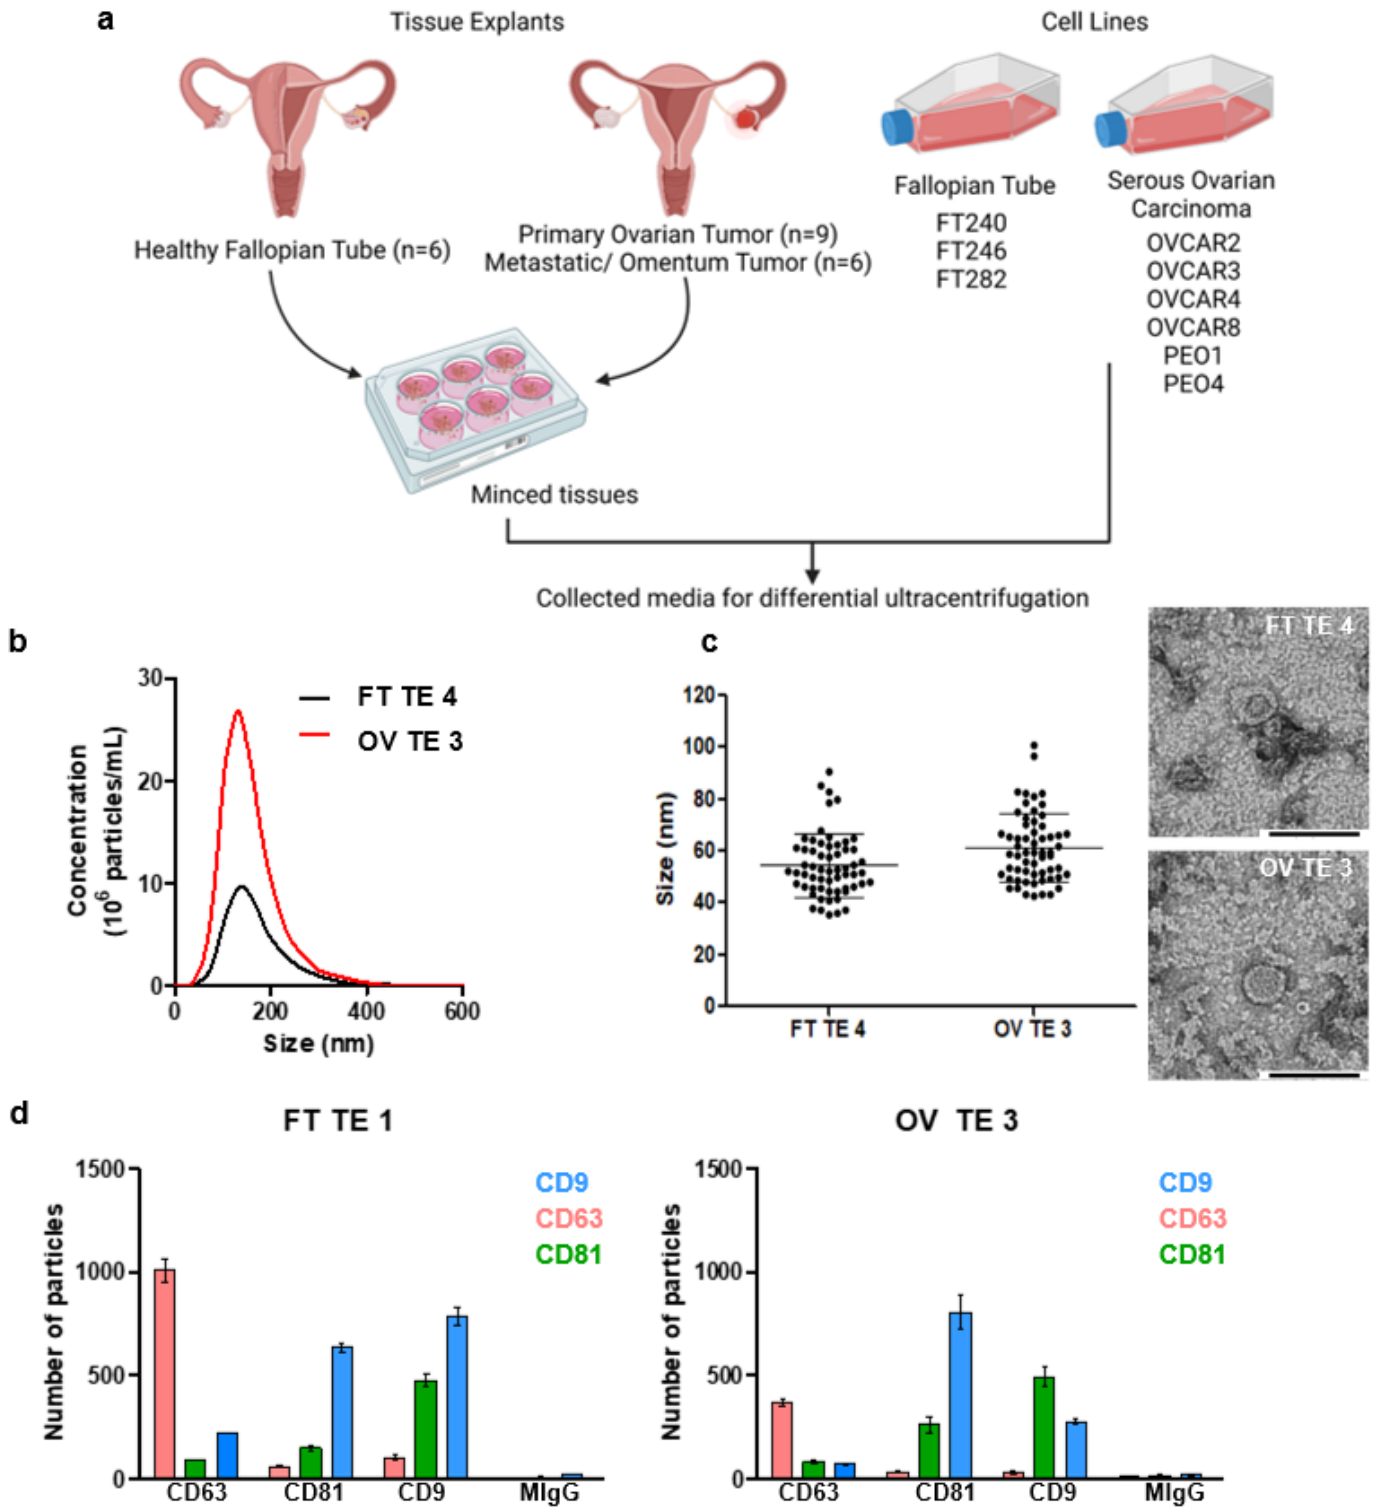 a
Tissue Explants
Cell Lines
Healthy Fallopian Tube (n=6)
Primary Ovarian Tumor (n=9)
Metastatic/ Omentum Tumor (n=6)
Fallopian Tube
FT240
FT246
FT282
Serous Ovarian
Carcinoma
OVCAR2
OVCAR3
OVCAR4
OVCAR8
PEO1
PEO4
Minced tissues
Collected media for differential ultracentrifugation
b
Concentration
(10⁶ particles/mL)
30
20
10
0
FT TE 4
OV TE 3
0
200
400
600
Size (nm)
c
Size (nm)
120
100
80
60
40
20
0
FT TE 4
OV TE 3
FT TE 4
OV TE 3
d
FT TE 1
Number of particles
1500
1000
500
0
CD9
CD63
CD81
CD63
CD81
CD9
MIgG
OV TE 3
Number of particles
1500
1000
500
0
CD9
CD63
CD81
CD63
CD81
CD9
MIgG